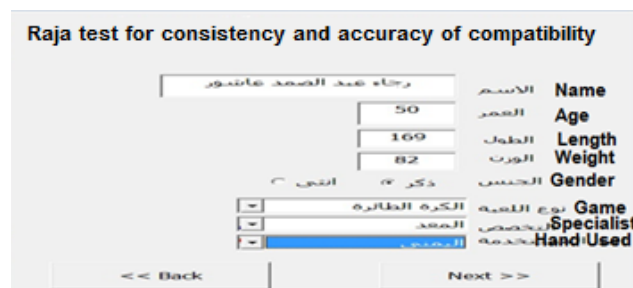 Raja test for consistency and accuracy of compatibility
رجاء عبد الصمد عاشور الاسم Name
50 العمر Age
169 الطول Length
82 الوزن Weight
انثى ذكر الجنس Gender
الكرة الطائرة نوع اللعبة Game
المعد التخصص Specialist
اليمنى Hand Used
<< Back Next >>